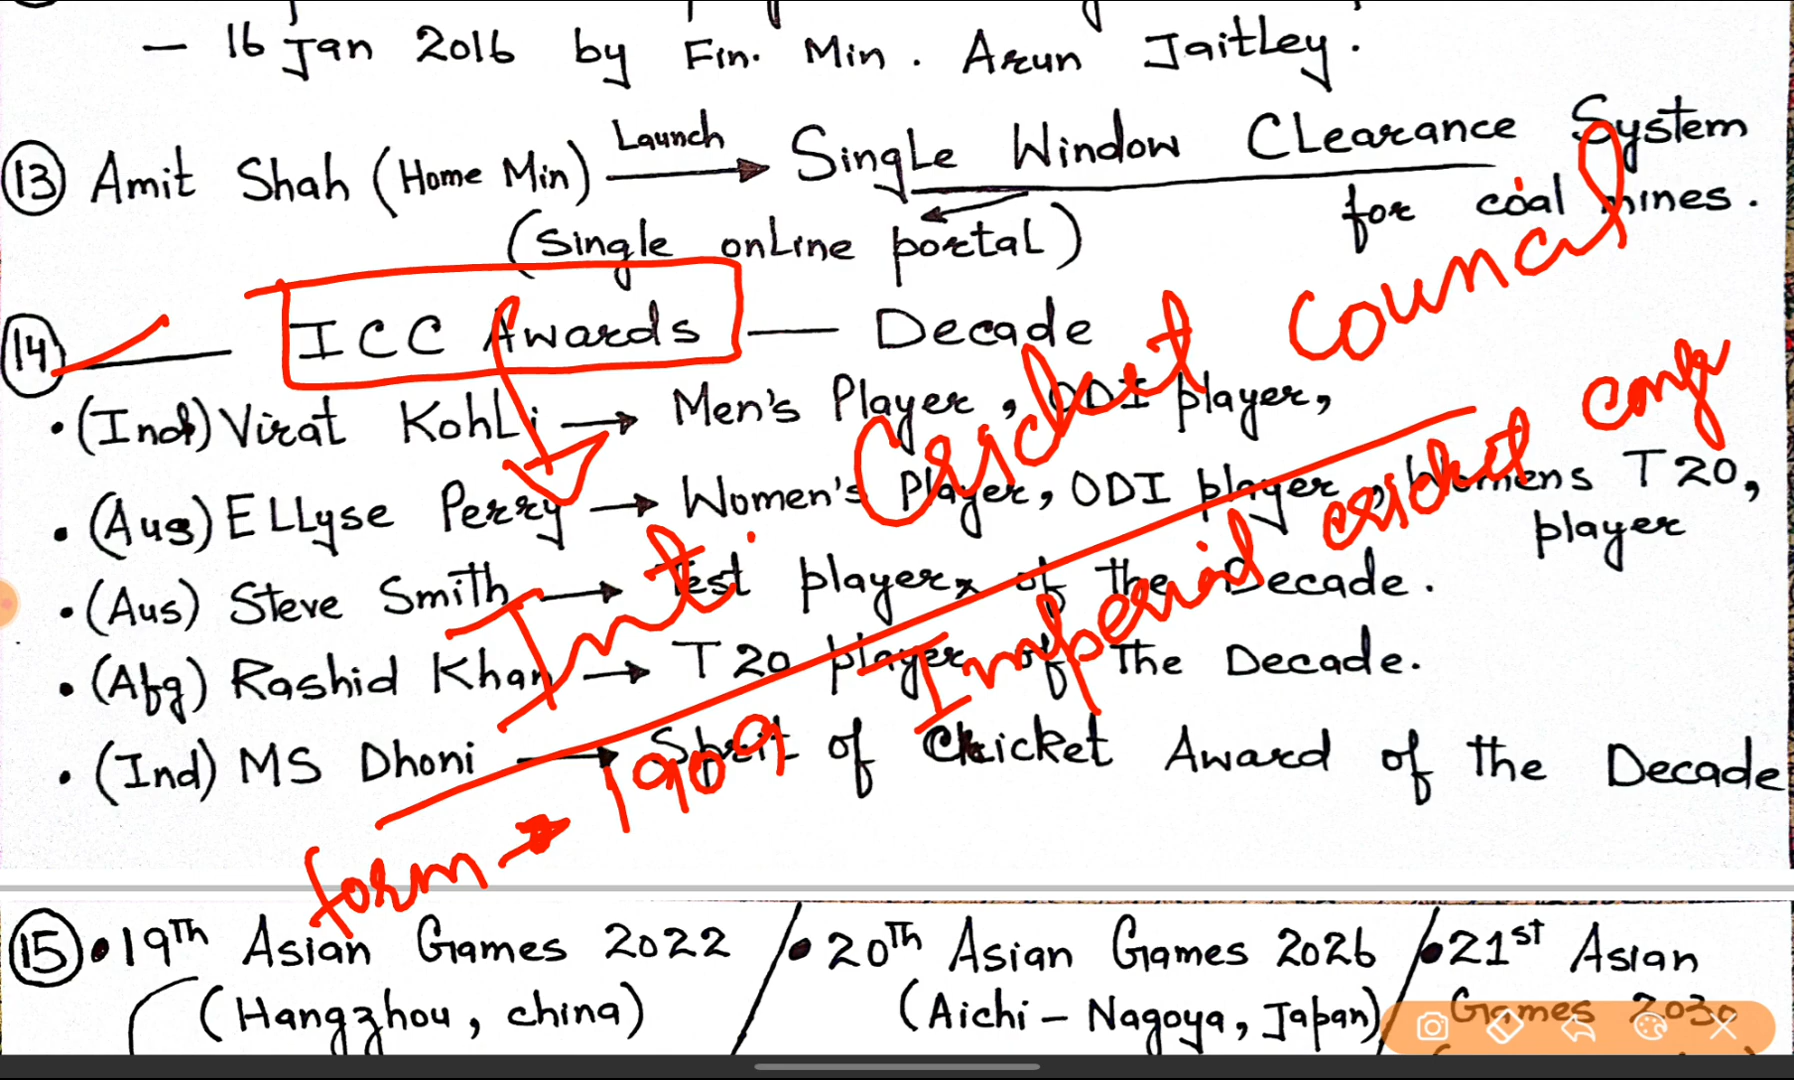 — 16 Jan 2016 by Fin. Min. Arun Jaitley.
13 Amit Shah (Home Min) Launch → Single Window Clearance System
(Single online portal) for coal mines.
14 — ICC Awards — Decade
• (Ind) Virat Kohli → Men's Player, ODI player,
• (Aus) Ellyse Perry → Women's Player, ODI player, Womens T20,
player
• (Aus) Steve Smith → Test player of the Decade.
• (Afg) Rashid Khan → T20 player of the Decade.
• (Ind) MS Dhoni → Spirit of Cricket Award of the Decade
Int. Cricket Council
form → 1909 Imperial cricket
15 • 19Th Asian Games 2022 / • 20Th Asian Games 2026 / • 21st Asian
(Hangzhou, china) (Aichi – Nagoya, Japan) Games 2030